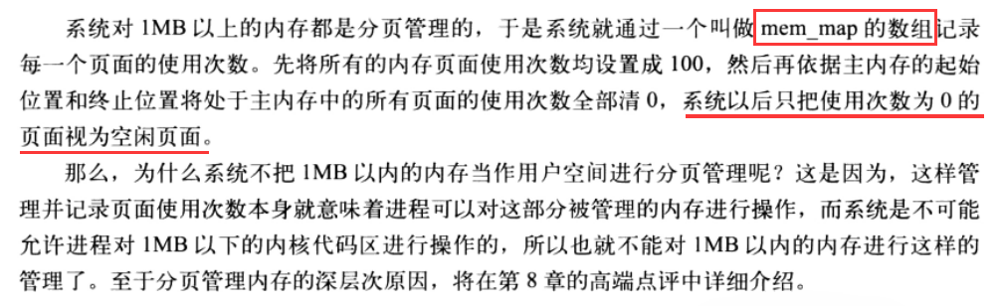 系统对 1MB 以上的内存都是分页管理的，于是系统就通过一个叫做 mem_map 的数组记录
每一个页面的使用次数。先将所有的内存页面使用次数均设置成 100，然后再依据主内存的起始
位置和终止位置将处于主内存中的所有页面的使用次数全部清 0，系统以后只把使用次数为 0 的
页面视为空闲页面。
那么，为什么系统不把 1MB 以内的内存当作用户空间进行分页管理呢？这是因为，这样管
理并记录页面使用次数本身就意味着进程可以对这部分被管理的内存进行操作，而系统是不可能
允许进程对 1MB 以下的内核代码区进行操作的，所以也就不能对 1MB 以内的内存进行这样的
管理了。至于分页管理内存的深层次原因，将在第 8 章的高端点评中详细介绍。